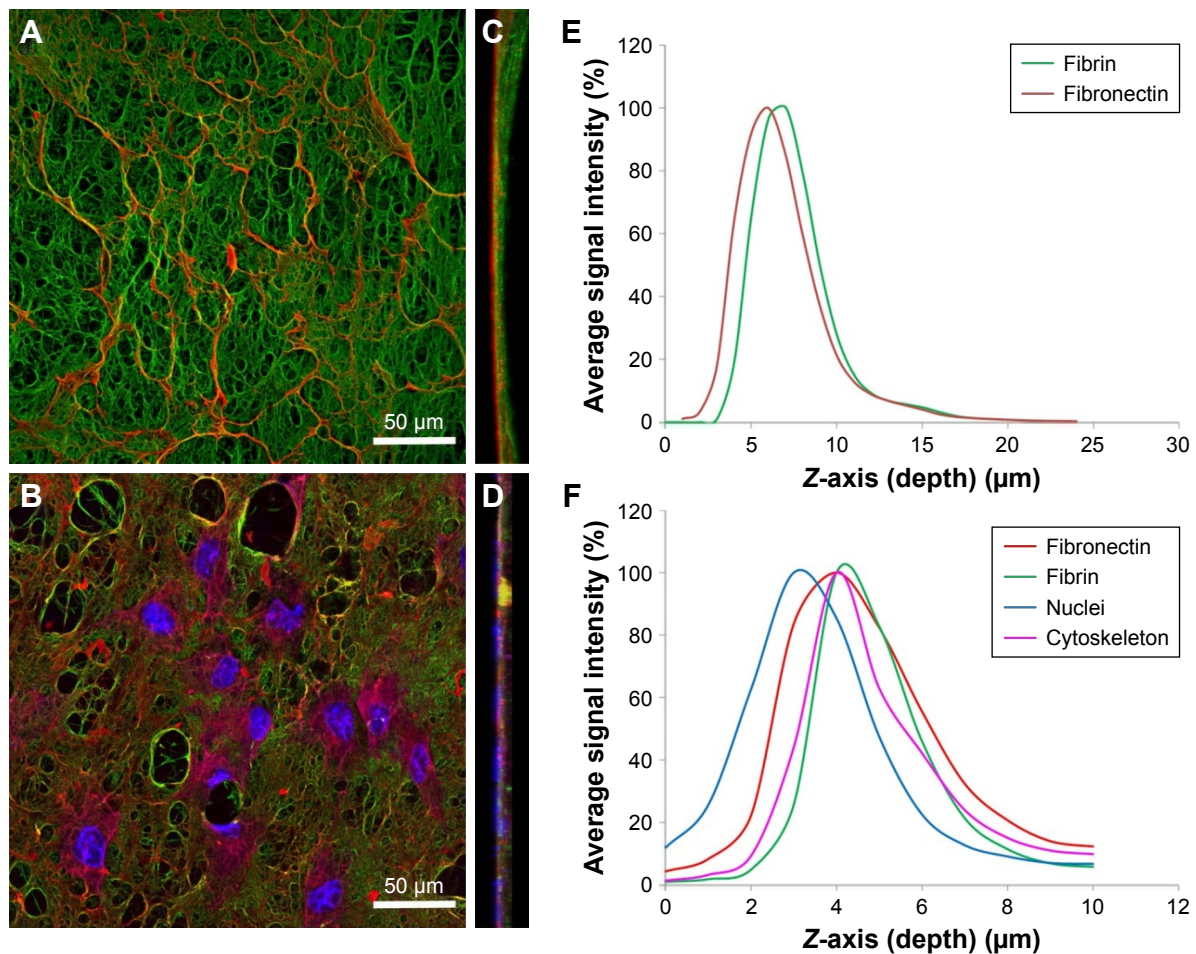 A
50 μm
C
B
50 μm
D
E
Average signal intensity (%)
120
100
80
60
40
20
0
0 5 10 15 20 25 30
Z-axis (depth) (μm)
Fibrin
Fibronectin
F
Average signal intensity (%)
120
100
80
60
40
20
0
0 2 4 6 8 10 12
Z-axis (depth) (μm)
Fibronectin
Fibrin
Nuclei
Cytoskeleton